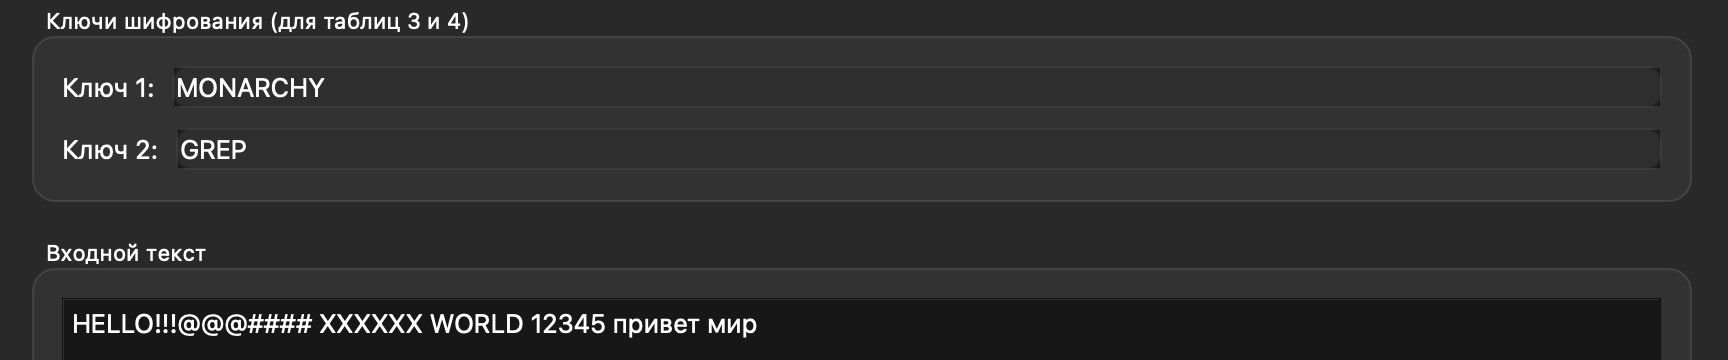 Ключи шифрования (для таблиц 3 и 4)
Ключ 1: MONARCHY
Ключ 2: GREP
Входной текст
HELLO!!!@@@#### XXXXXX WORLD 12345 привет мир